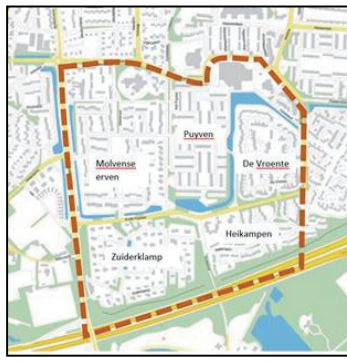 Puyven
Molvense
erven
De Vroente
Heikampen
Zuiderklamp